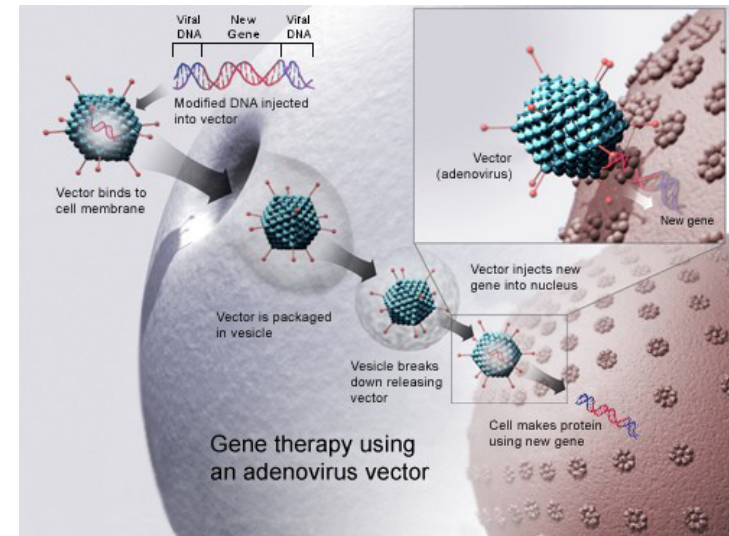 Viral
DNA
New
Gene
Viral
DNA
Modified DNA injected
into vector
Vector binds to
cell membrane
Vector is packaged
in vesicle
Vesicle breaks
down releasing
vector
Vector injects new
gene into nucleus
Cell makes protein
using new gene
Vector
(adenovirus)
New gene
Gene therapy using
an adenovirus vector